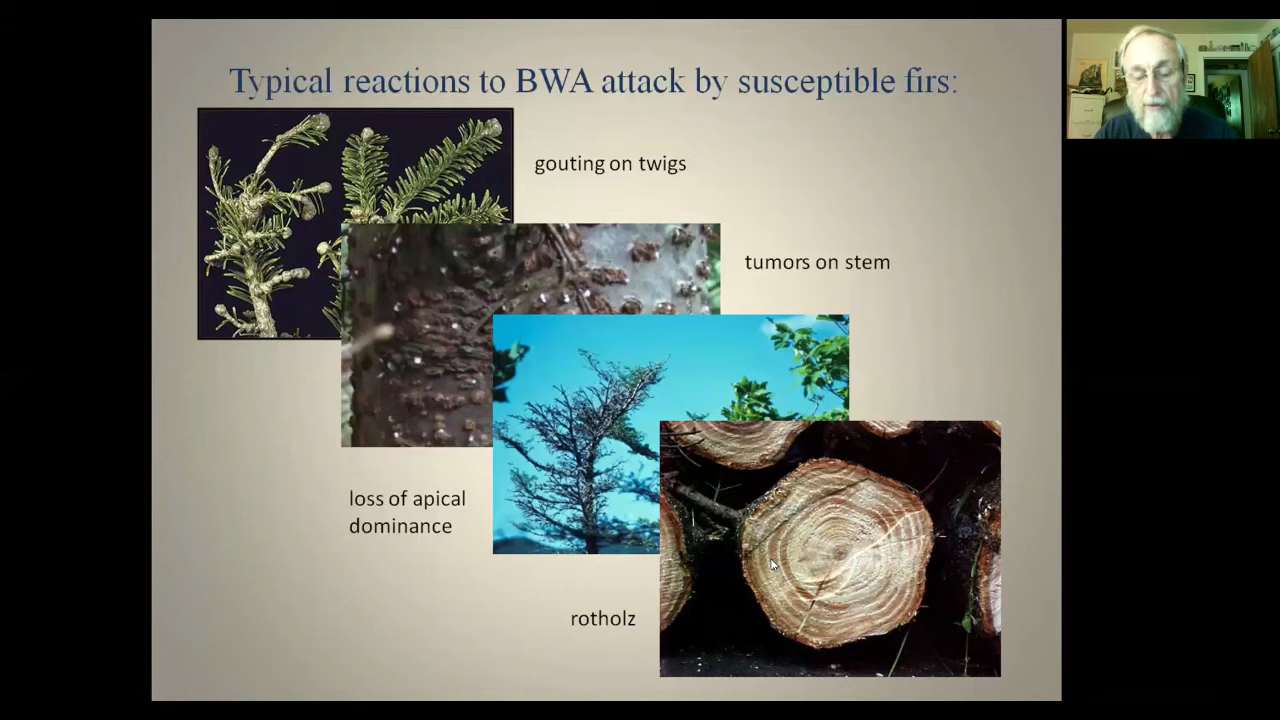 Typical reactions to BWA attack by susceptible firs:
gouting on twigs
tumors on stem
loss of apical
dominance
rotholz